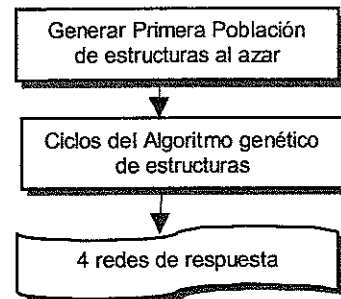 Generar Primera Población
de estructuras al azar
Ciclos del Algoritmo genético
de estructuras
4 redes de respuesta